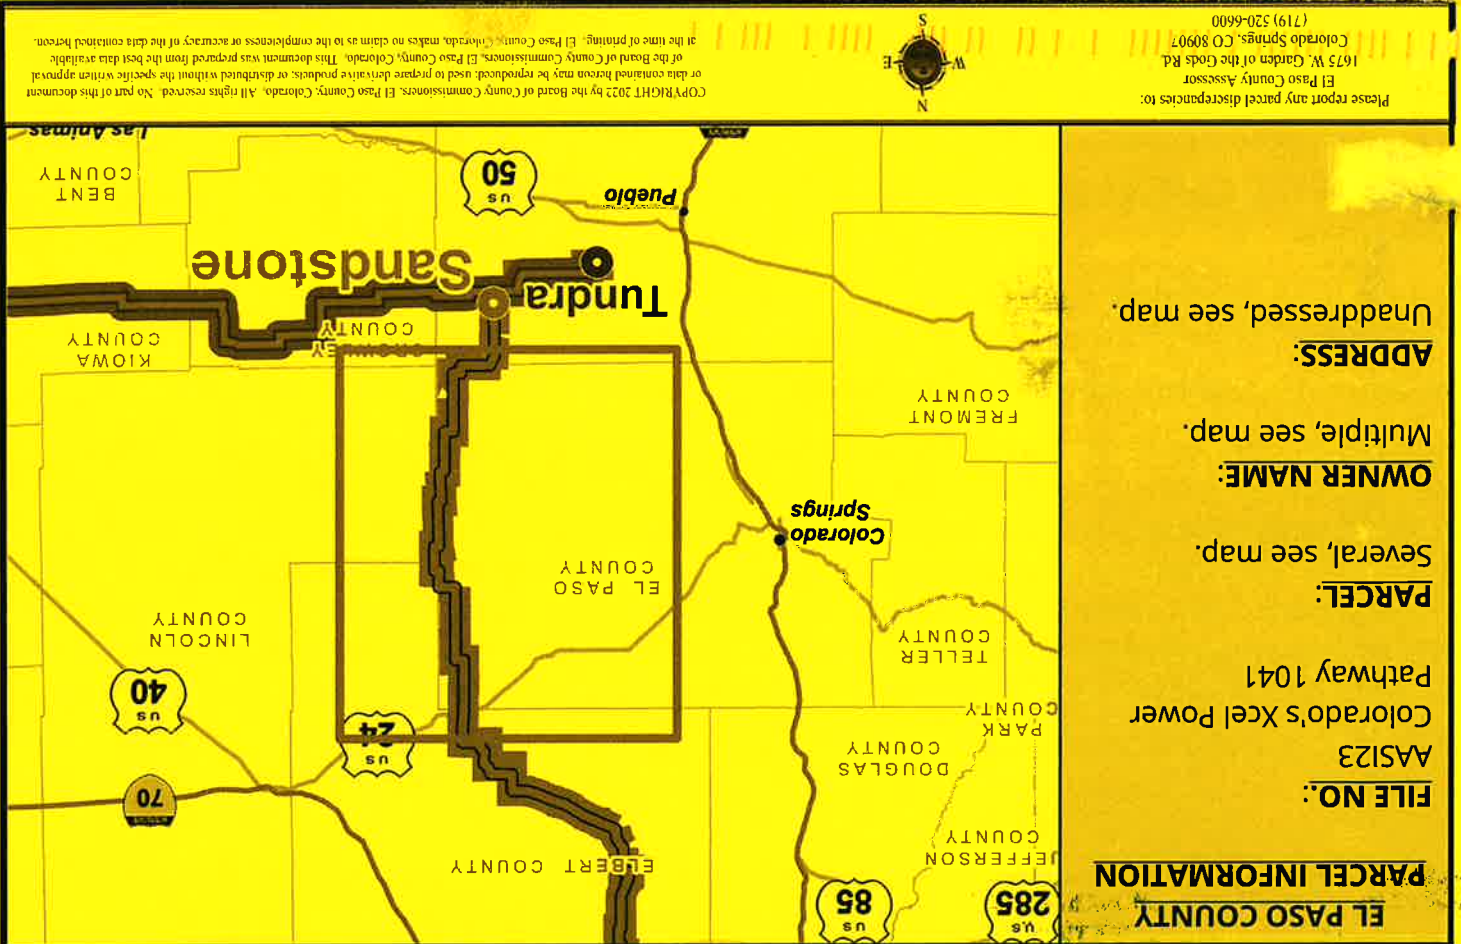 EL PASO COUNTY
PARCEL INFORMATION
FILE NO.:
AASI23
Colorado's Xcel Power
Pathway 1041
PARCEL:
Several, see map.
OWNER NAME:
Multiple, see map.
ADDRESS:
Unaddressed, see map.
U.S.
285
US
85
JEFFERSON
COUNTY
ELBERT COUNTY
DOUGLAS
COUNTY
PARK
COUNTY
70
US
24
US
40
TELLER
COUNTY
LINCOLN
COUNTY
EL PASO
COUNTY
Colorado
Springs
FREMONT
COUNTY
KIOWA
COUNTY
CROWLEY
COUNTY
Tundra
Sandstone
Pueblo
US
50
BENT
COUNTY
Las Animas
Please report any parcel discrepancies to:
El Paso County Assessor
1675 W. Garden of the Gods Rd.
Colorado Springs, CO 80907
(719) 520-6600
N
W
E
S
COPYRIGHT 2022 by the Board of County Commissioners, El Paso County, Colorado. All rights reserved. No part of this document
or data contained hereon may be reproduced; used to prepare derivative products; or distributed without the specific written approval
of the Board of County Commissioners, El Paso County, Colorado. This document was prepared from the best data available
at the time of printing. El Paso County, Colorado, makes no claim as to the completeness or accuracy of the data contained hereon.